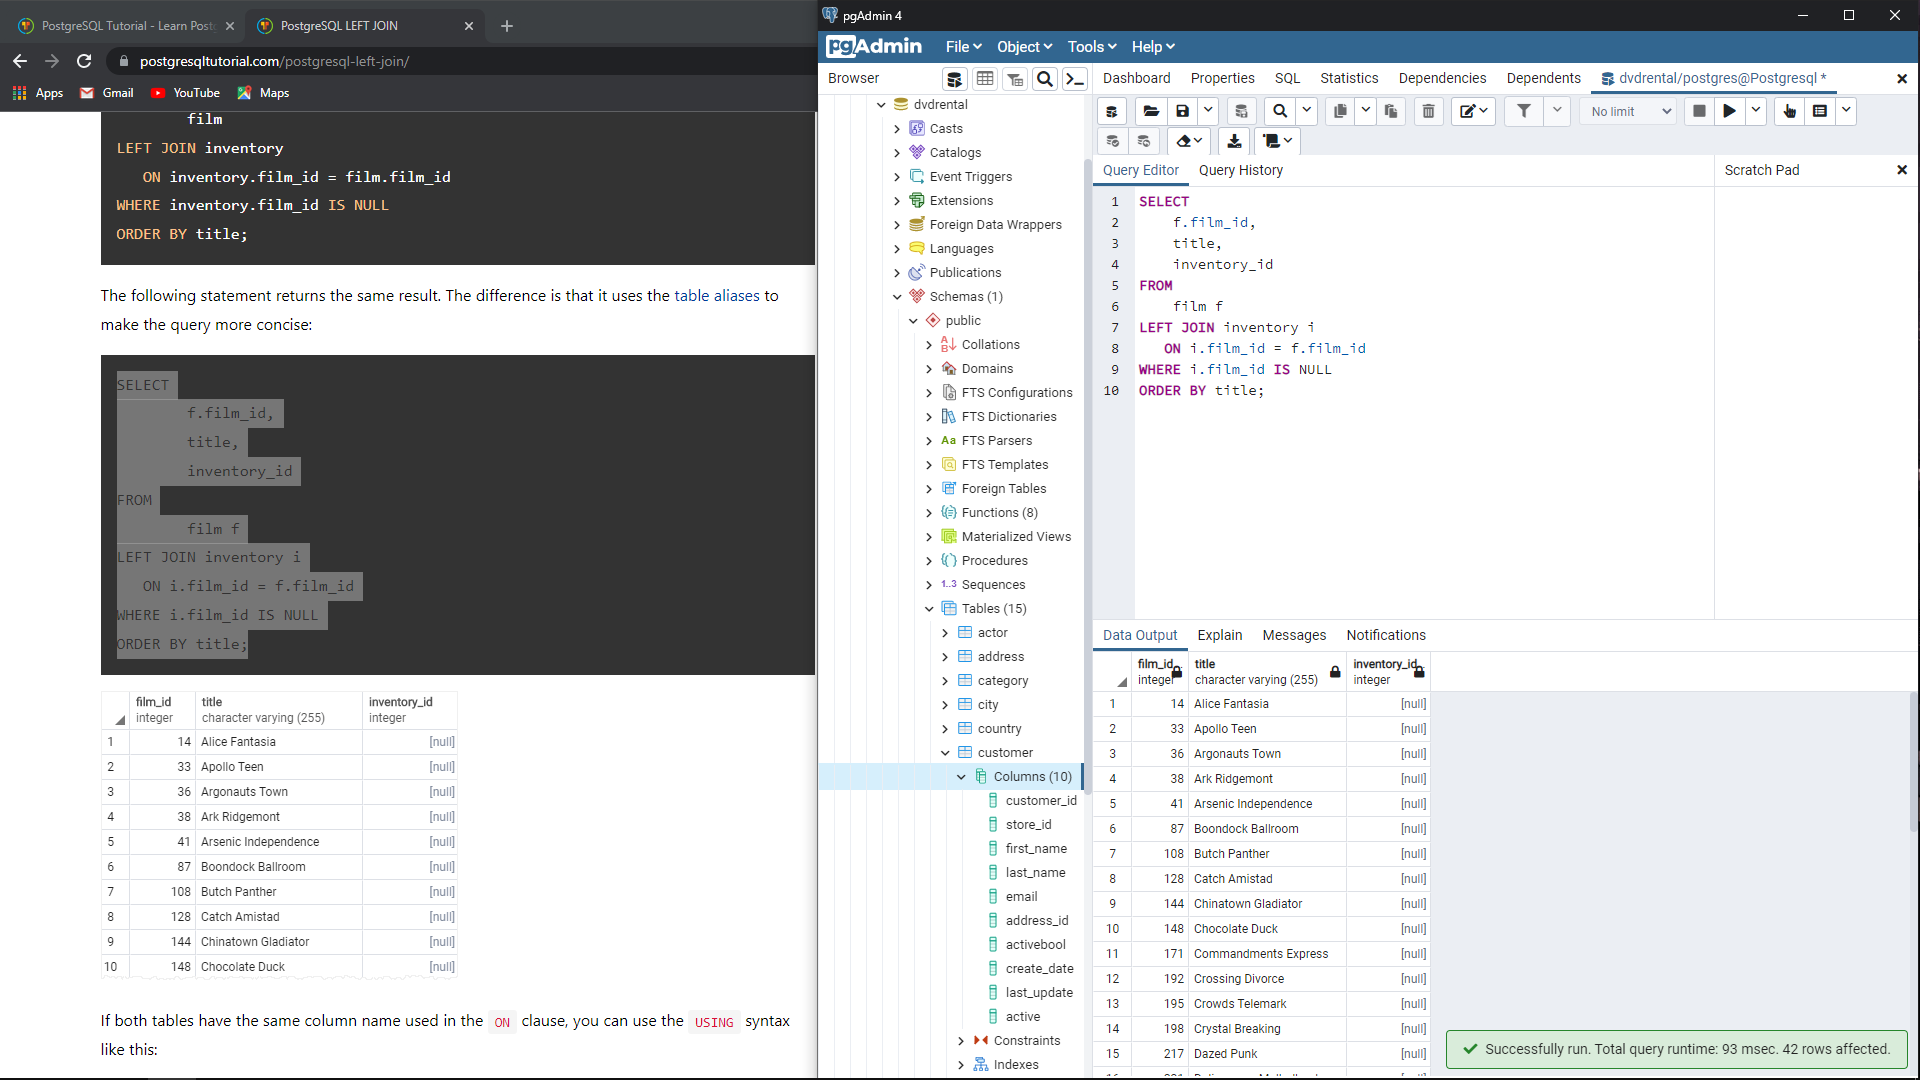 PostgreSQL Tutorial - Learn Post
PostgreSQL LEFT JOIN
postgresqltutorial.com/postgresql-left-join/
Apps
Gmail
YouTube
Maps
film
LEFT JOIN inventory
ON inventory.film_id = film.film_id
WHERE inventory.film_id IS NULL
ORDER BY title;
The following statement returns the same result. The difference is that it uses the table aliases to
make the query more concise:
SELECT
f.film_id,
title,
inventory_id
FROM
film f
LEFT JOIN inventory i
ON i.film_id = f.film_id
WHERE i.film_id IS NULL
ORDER BY title;
film_id integer title character varying (255) inventory_id integer
1 14 Alice Fantasia [null]
2 33 Apollo Teen [null]
3 36 Argonauts Town [null]
4 38 Ark Ridgemont [null]
5 41 Arsenic Independence [null]
6 87 Boondock Ballroom [null]
7 108 Butch Panther [null]
8 128 Catch Amistad [null]
9 144 Chinatown Gladiator [null]
10 148 Chocolate Duck [null]
If both tables have the same column name used in the ON clause, you can use the USING syntax
like this:
pgAdmin 4
pgAdmin File Object Tools Help
Browser
dvdrental
Casts
Catalogs
Event Triggers
Extensions
Foreign Data Wrappers
Languages
Publications
Schemas (1)
public
Collations
Domains
FTS Configurations
FTS Dictionaries
Aa FTS Parsers
FTS Templates
Foreign Tables
Functions (8)
Materialized Views
Procedures
1..3 Sequences
Tables (15)
actor
address
category
city
country
customer
Columns (10)
customer_id
store_id
first_name
last_name
email
address_id
activebool
create_date
last_update
active
Constraints
Indexes
Dashboard Properties SQL Statistics Dependencies Dependents dvdrental/postgres@Postgresql *
No limit
Query Editor Query History
Scratch Pad
1 SELECT
2 f.film_id,
3 title,
4 inventory_id
5 FROM
6 film f
7 LEFT JOIN inventory i
8 ON i.film_id = f.film_id
9 WHERE i.film_id IS NULL
10 ORDER BY title;
Data Output Explain Messages Notifications
film_id integer title character varying (255) inventory_id integer
1 14 Alice Fantasia [null]
2 33 Apollo Teen [null]
3 36 Argonauts Town [null]
4 38 Ark Ridgemont [null]
5 41 Arsenic Independence [null]
6 87 Boondock Ballroom [null]
7 108 Butch Panther [null]
8 128 Catch Amistad [null]
9 144 Chinatown Gladiator [null]
10 148 Chocolate Duck [null]
11 171 Commandments Express [null]
12 192 Crossing Divorce [null]
13 195 Crowds Telemark [null]
14 198 Crystal Breaking [null]
15 217 Dazed Punk [null]
Successfully run. Total query runtime: 93 msec. 42 rows affected.